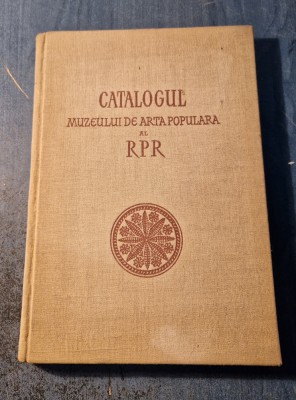 CATALOGUL
MUZEULUI DE ARTA POPULARA
AL
RPR